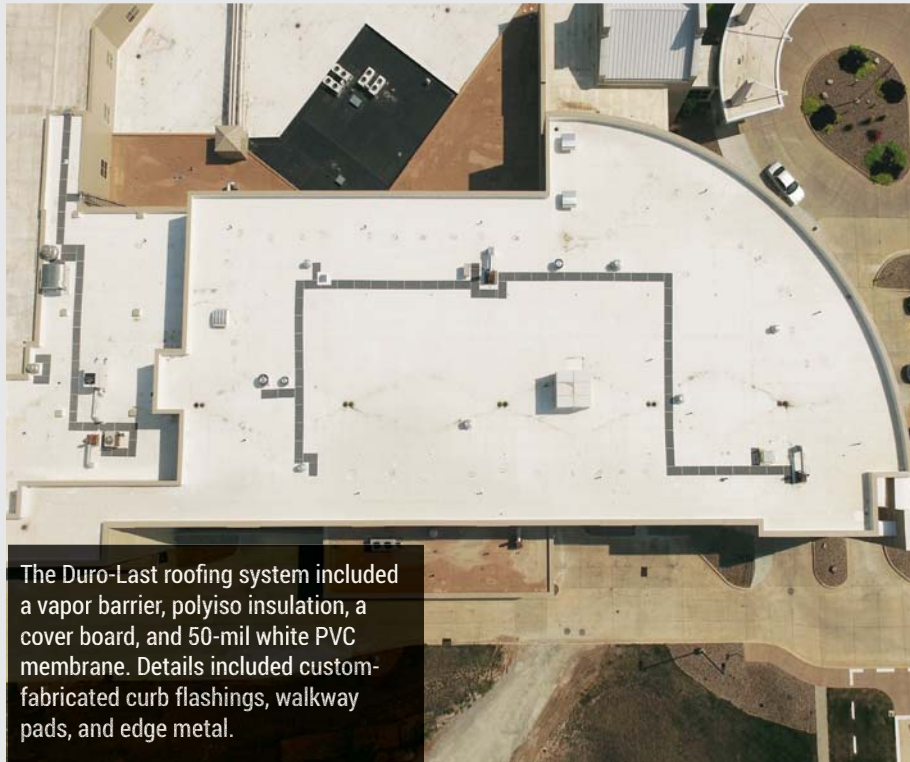 The Duro-Last roofing system included
a vapor barrier, polyiso insulation, a
cover board, and 50-mil white PVC
membrane. Details included custom-
fabricated curb flashings, walkway
pads, and edge metal.